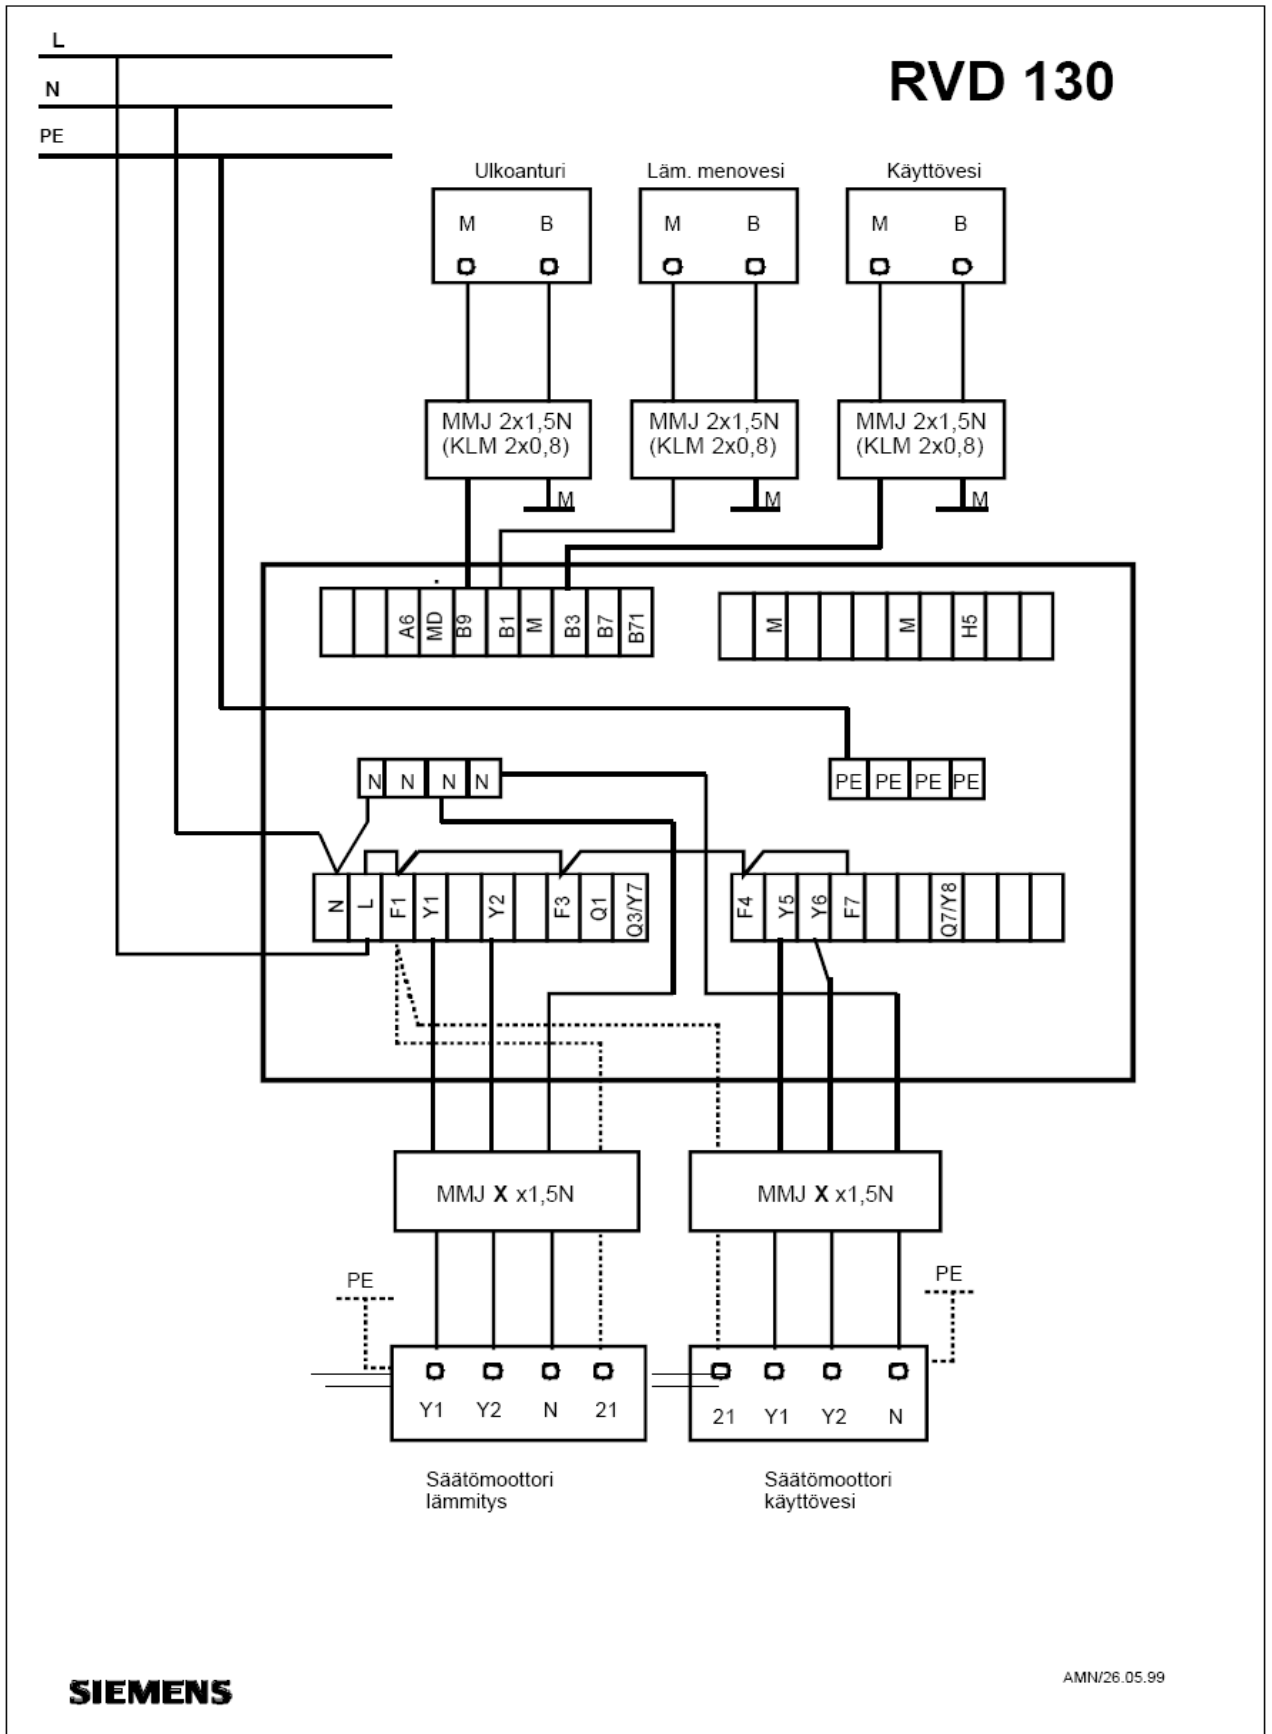 L
RVD 130
N
PE
Ulkoanturi
Läm. menovesi
Käyttövesi
M B
M B
M B
MMJ 2x1,5N
(KLM 2x0,8)
MMJ 2x1,5N
(KLM 2x0,8)
MMJ 2x1,5N
(KLM 2x0,8)
M
M
M
A6 MD B9 B1 M B3 B7 B71
M M H5
N N N N
PE PE PE PE
N L F1 Y1 Y2 F3 Q1 Q3/Y7
F4 Y5 Y6 F7 Q7/Y8
MMJ X x1,5N
MMJ X x1,5N
PE
PE
Y1 Y2 N 21
21 Y1 Y2 N
Säätömoottori
lämmitys
Säätömoottori
käyttövesi
SIEMENS
AMN/26.05.99